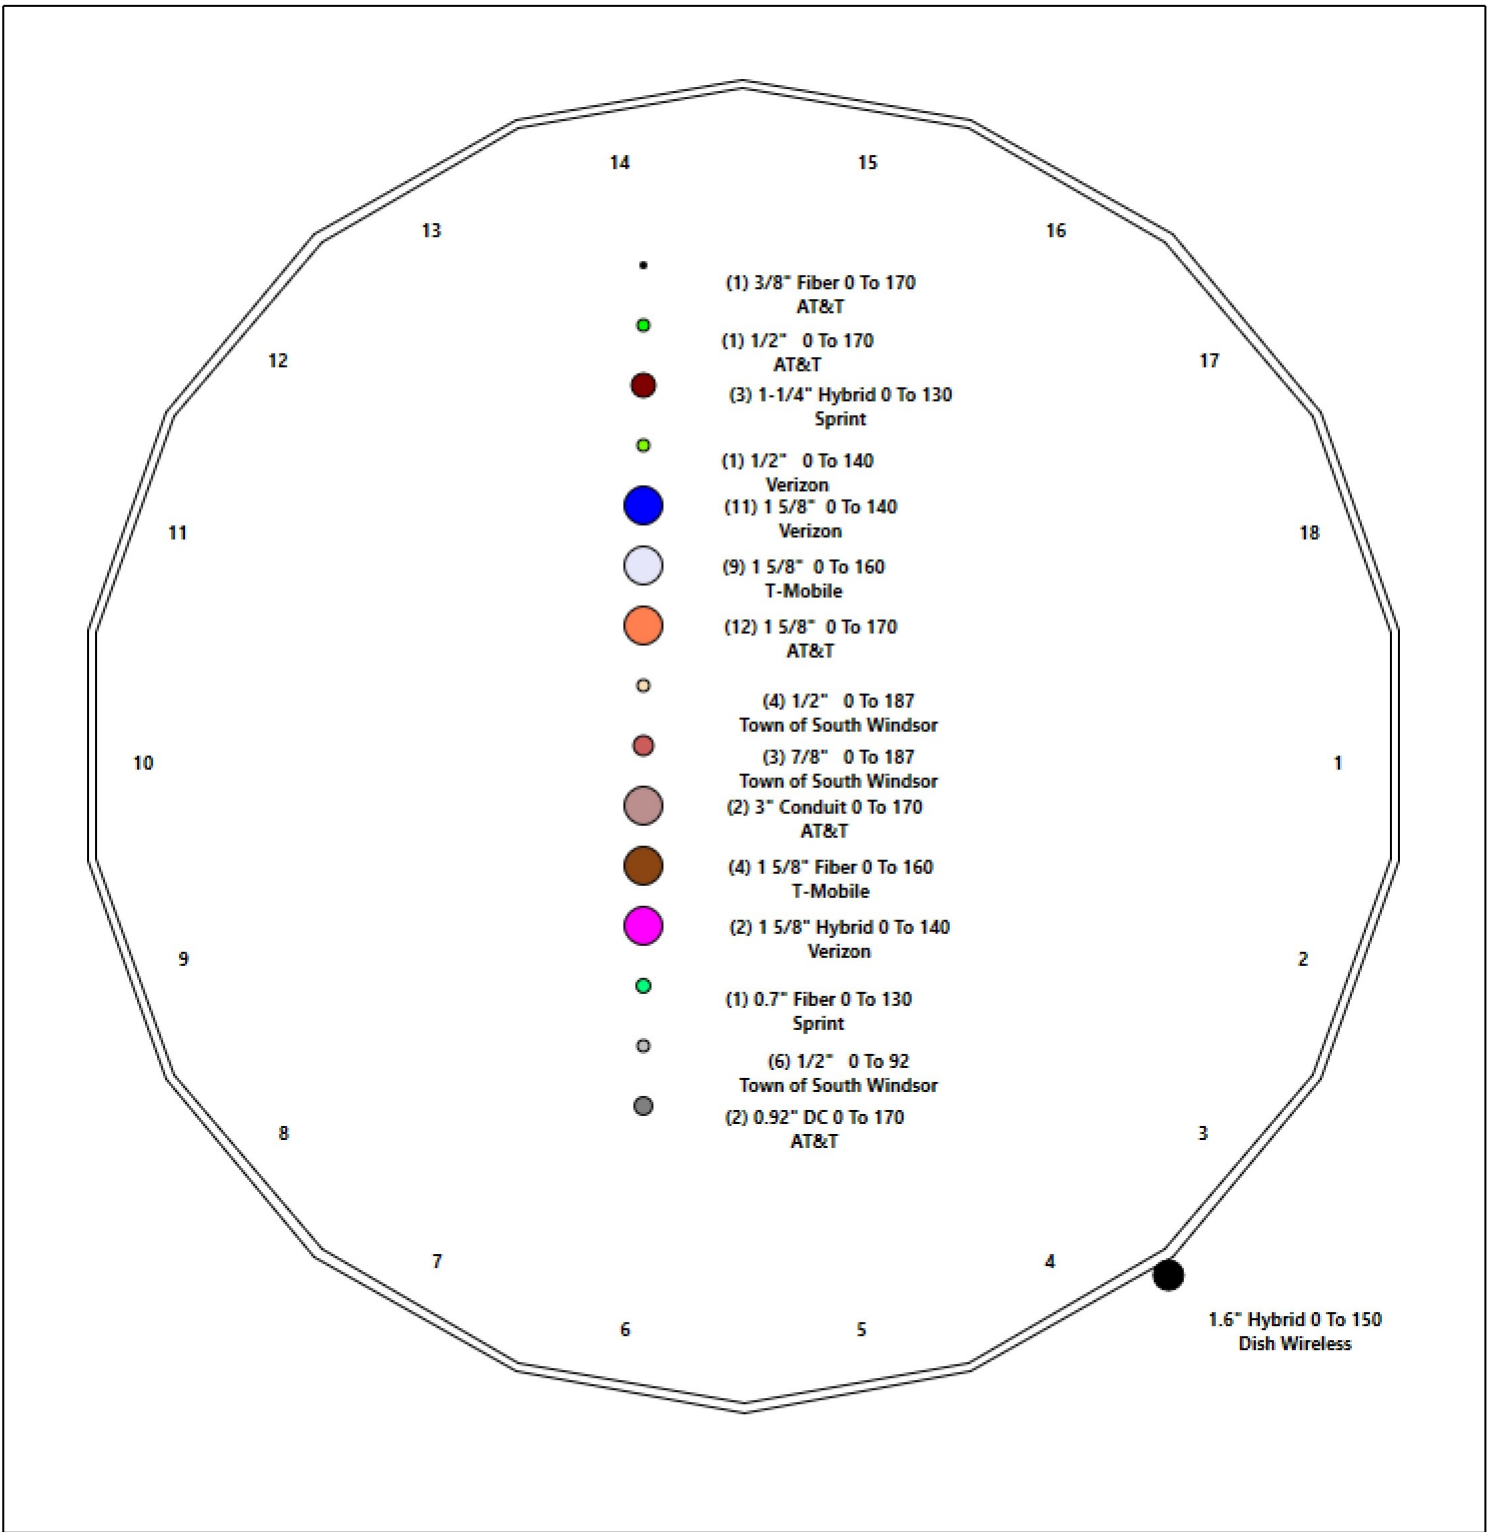 14
15
13
16
(1) 3/8" Fiber 0 To 170
AT&T
(1) 1/2" 0 To 170
AT&T
12
17
(3) 1-1/4" Hybrid 0 To 130
Sprint
(1) 1/2" 0 To 140
Verizon
(11) 1 5/8" 0 To 140
Verizon
11
18
(9) 1 5/8" 0 To 160
T-Mobile
(12) 1 5/8" 0 To 170
AT&T
(4) 1/2" 0 To 187
Town of South Windsor
(3) 7/8" 0 To 187
Town of South Windsor
10
1
(2) 3" Conduit 0 To 170
AT&T
(4) 1 5/8" Fiber 0 To 160
T-Mobile
(2) 1 5/8" Hybrid 0 To 140
Verizon
9
2
(1) 0.7" Fiber 0 To 130
Sprint
(6) 1/2" 0 To 92
Town of South Windsor
(2) 0.92" DC 0 To 170
AT&T
8
3
7
4
6
5
1.6" Hybrid 0 To 150
Dish Wireless